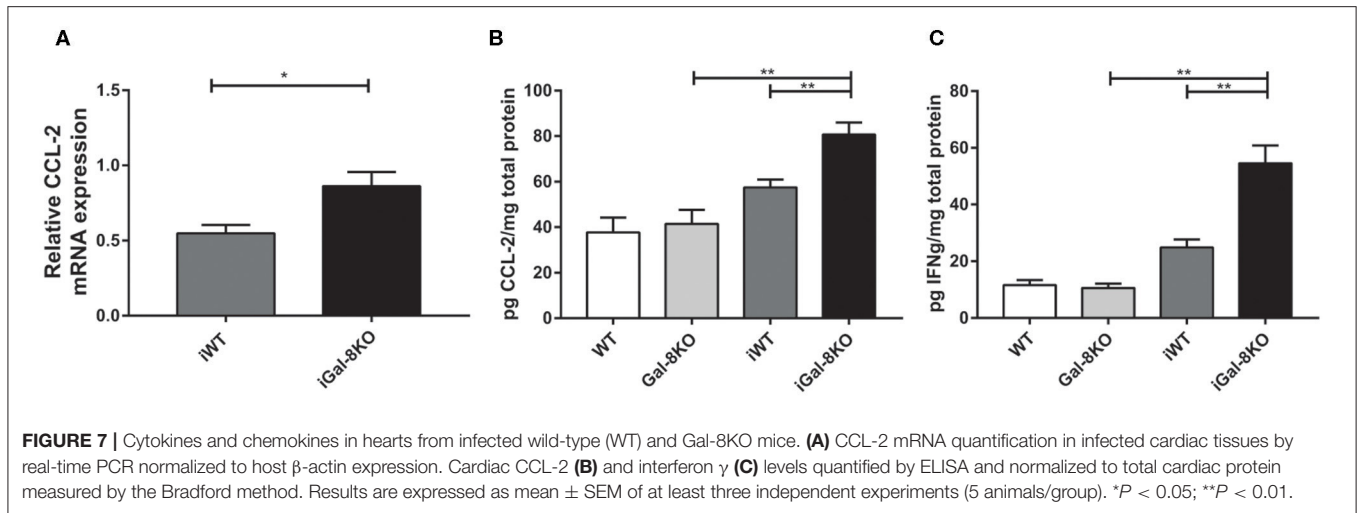 A
*
Relative CCL-2
mRNA expression
1.5
1.0
0.5
0.0
iWT
iGal-8KO
B
**
**
pg CCL-2/mg total protein
100
80
60
40
20
0
WT
Gal-8KO
iWT
iGal-8KO
C
**
**
pg IFNg/mg total protein
80
60
40
20
0
WT
Gal-8KO
iWT
iGal-8KO
FIGURE 7 | Cytokines and chemokines in hearts from infected wild-type (WT) and Gal-8KO mice. (A) CCL-2 mRNA quantification in infected cardiac tissues by
real-time PCR normalized to host β-actin expression. Cardiac CCL-2 (B) and interferon γ (C) levels quantified by ELISA and normalized to total cardiac protein
measured by the Bradford method. Results are expressed as mean ± SEM of at least three independent experiments (5 animals/group). *P < 0.05; **P < 0.01.